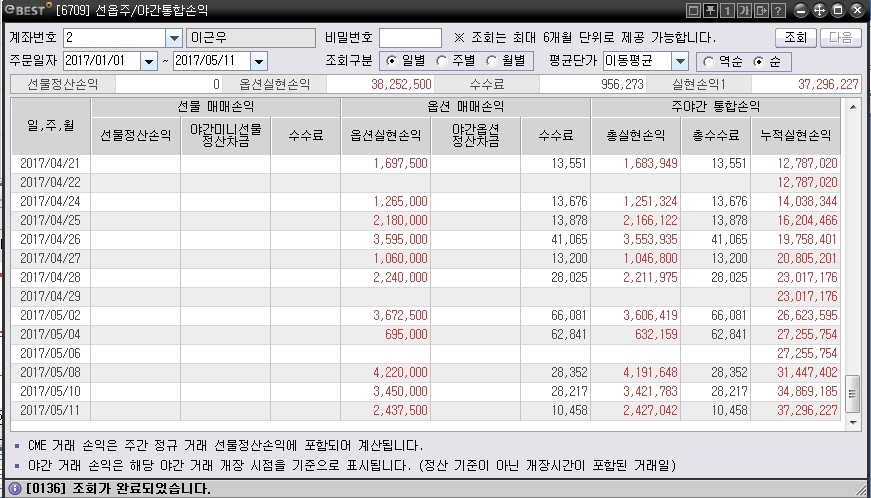 eBEST [6709] 선옵주/야간통합손익
계좌번호 2 이근우 비밀번호 ※ 조회는 최대 6개월 단위로 제공 가능합니다. 조회 다음
주문일자 2017/01/01 ~ 2017/05/11 조회구분 일별 주별 월별 평균단가 이동평균 역순 순
선물정산손익 0 옵션실현손익 38,252,500 수수료 956,273 실현손익1 37,296,227
일,주,월 선물 매매손익 옵션 매매손익 주야간 통합손익
선물정산손익 야간미니선물 정산차금 수수료 옵션실현손익 야간옵션 정산차금 수수료 총실현손익 총수수료 누적실현손익
2017/04/21 1,697,500 13,551 1,683,949 13,551 12,787,020
2017/04/22 12,787,020
2017/04/24 1,265,000 13,676 1,251,324 13,676 14,038,344
2017/04/25 2,180,000 13,878 2,166,122 13,878 16,204,466
2017/04/26 3,595,000 41,065 3,553,935 41,065 19,758,401
2017/04/27 1,060,000 13,200 1,046,800 13,200 20,805,201
2017/04/28 2,240,000 28,025 2,211,975 28,025 23,017,176
2017/04/29 23,017,176
2017/05/02 3,672,500 66,081 3,606,419 66,081 26,623,595
2017/05/04 695,000 62,841 632,159 62,841 27,255,754
2017/05/06 27,255,754
2017/05/08 4,220,000 28,352 4,191,648 28,352 31,447,402
2017/05/10 3,450,000 28,217 3,421,783 28,217 34,869,185
2017/05/11 2,437,500 10,458 2,427,042 10,458 37,296,227
CME 거래 손익은 주간 정규 거래 선물정산손익에 포함되어 계산됩니다.
야간 거래 손익은 해당 야간 거래 개장 시점을 기준으로 표시됩니다. (정산 기준이 아닌 개장시간이 포함된 거래일)
[0136] 조회가 완료되었습니다.